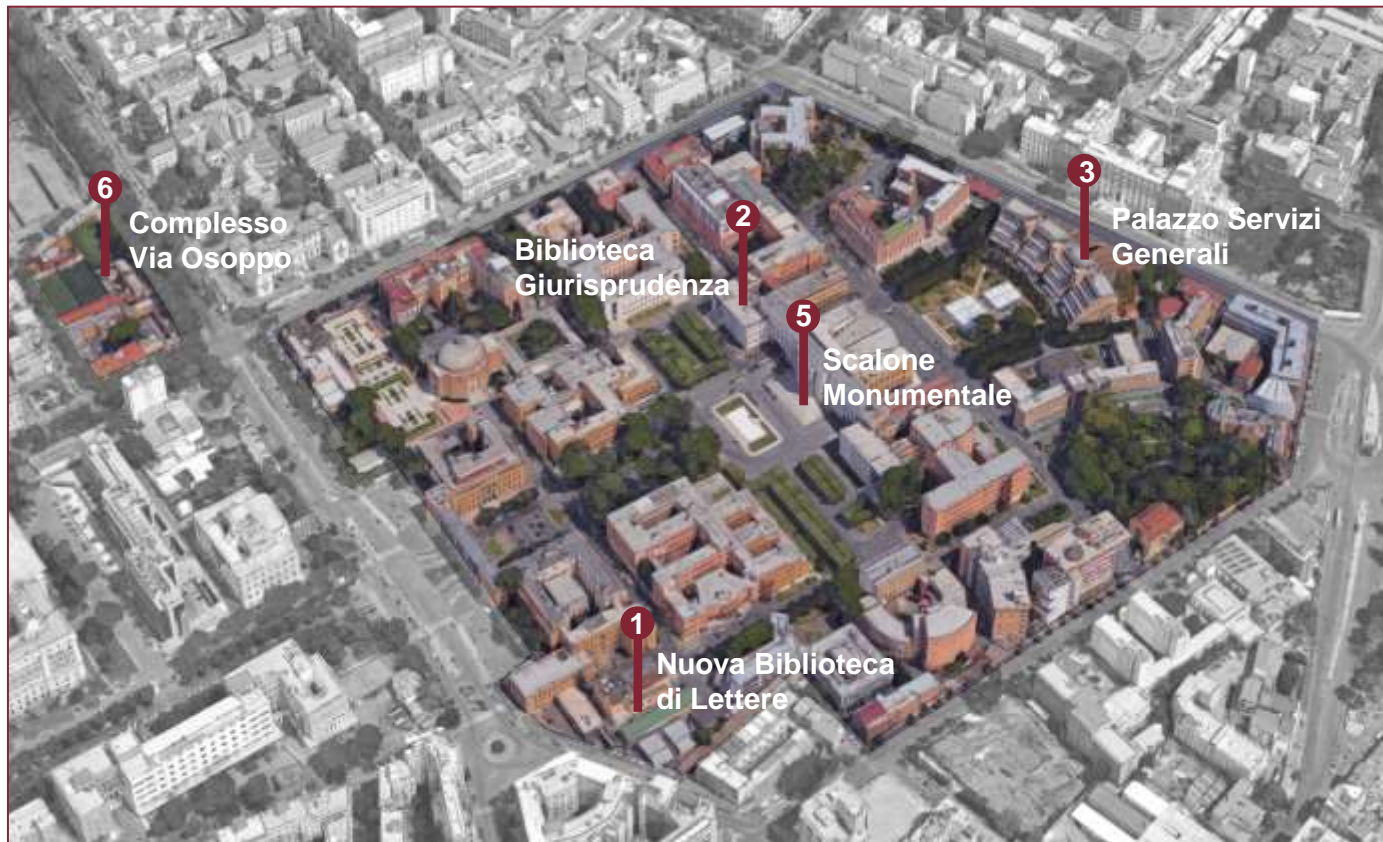 6
Complesso
Via Osoppo
2
Biblioteca
Giurisprudenza
3
Palazzo Servizi
Generali
5
Scalone
Monumentale
1
Nuova Biblioteca
di Lettere